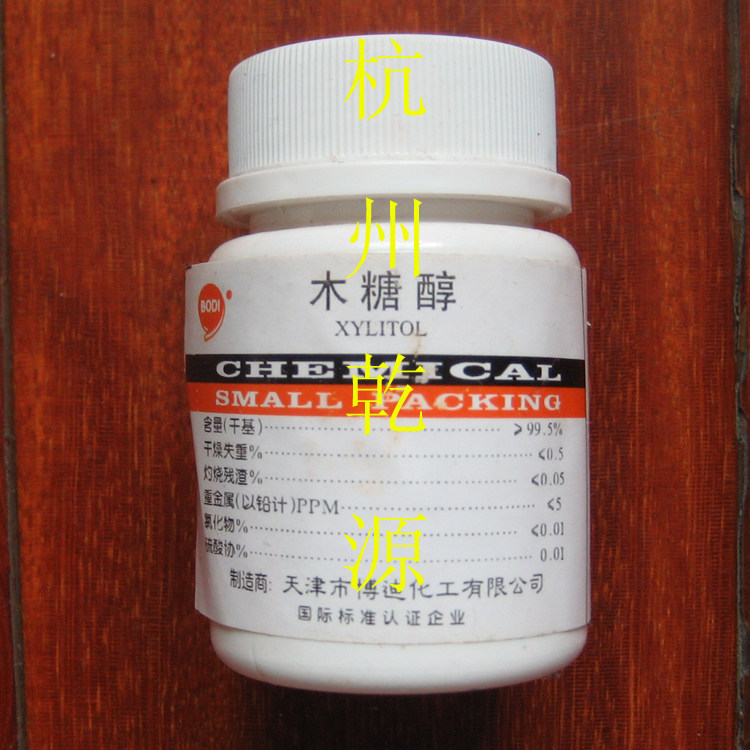 杭州乾源
BODI
木糖醇
XYLITOL
CHEMICAL
SMALL PACKING
含量(干基)⋯⋯⋯⋯⋯⋯⋯⋯⋯⋯ ≥99.5%
干燥失重%⋯⋯⋯⋯⋯⋯⋯⋯⋯⋯ ≤0.5
灼烧残渣%⋯⋯⋯⋯⋯⋯⋯⋯⋯⋯ ≤0.05
重金属(以铅计)PPM⋯⋯⋯⋯⋯⋯⋯⋯ ≤5
氯化物%⋯⋯⋯⋯⋯⋯⋯⋯⋯⋯ ≤0.01
硫酸协%⋯⋯⋯⋯⋯⋯⋯⋯⋯⋯ 0.01
制造商: 天津市博迪化工有限公司
国际标准认证企业